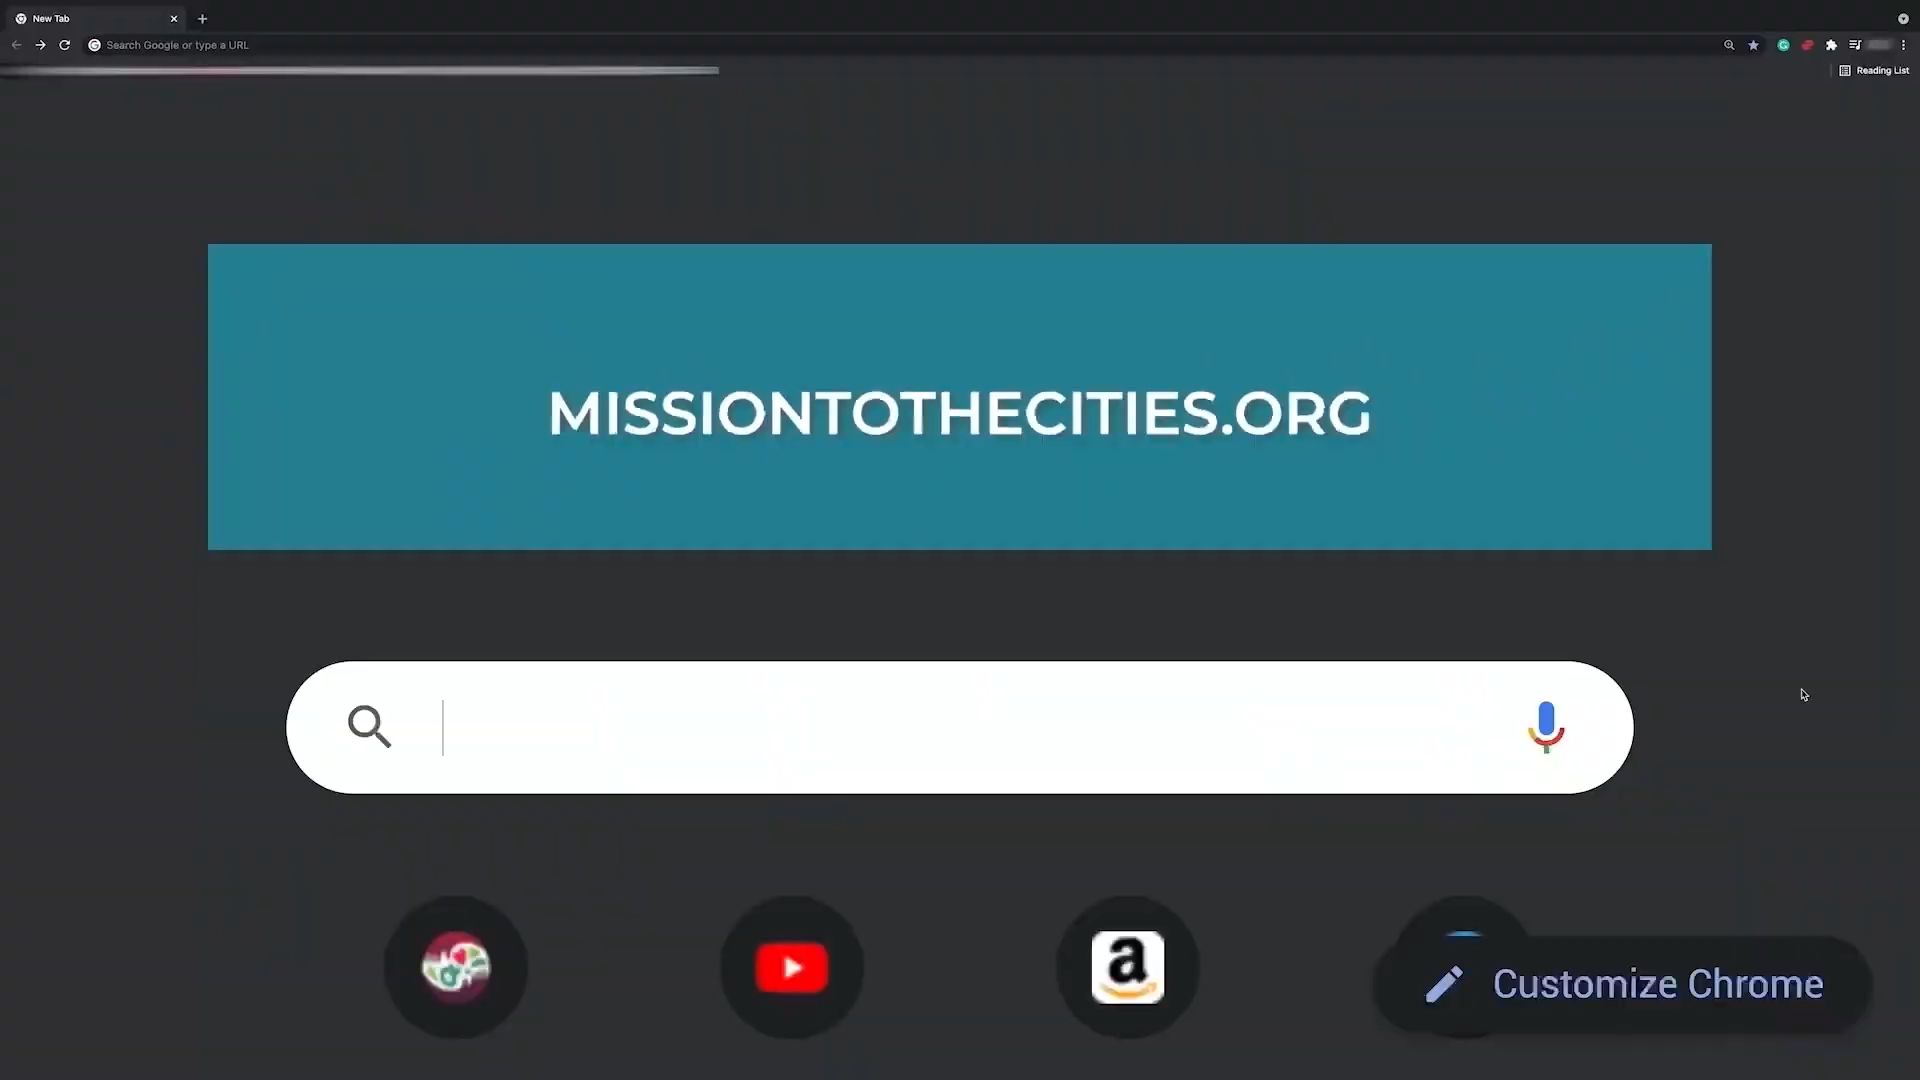 New Tab
Search Google or type a URL
Reading List
MISSIONTOTHECITIES.ORG
Customize Chrome